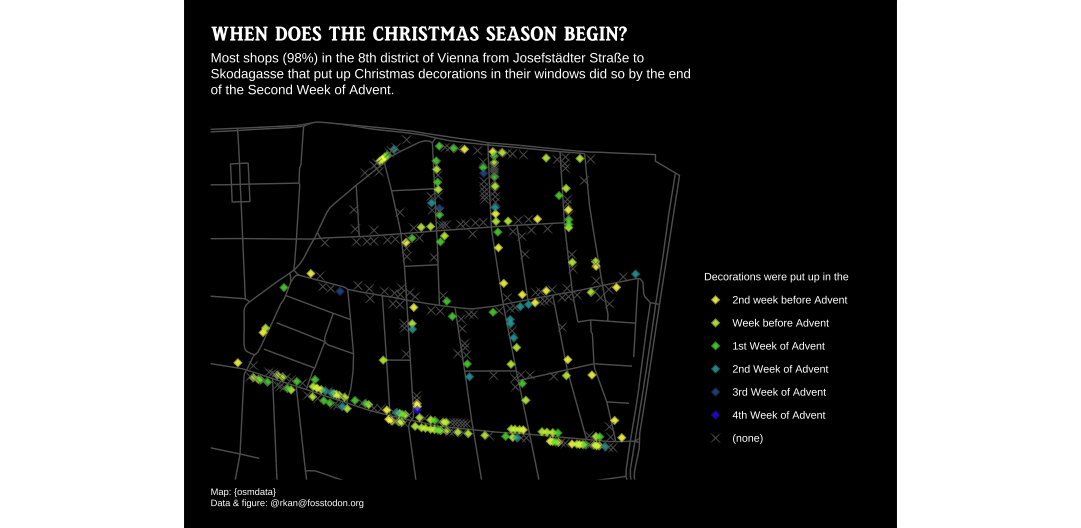 WHEN DOES THE CHRISTMAS SEASON BEGIN?
Most shops (98%) in the 8th district of Vienna from Josefstädter Straße to
Skodagasse that put up Christmas decorations in their windows did so by the end
of the Second Week of Advent.
Decorations were put up in the
2nd week before Advent
Week before Advent
1st Week of Advent
2nd Week of Advent
3rd Week of Advent
4th Week of Advent
(none)
Map: {osmdata}
Data & figure: @rkan@fosstodon.org